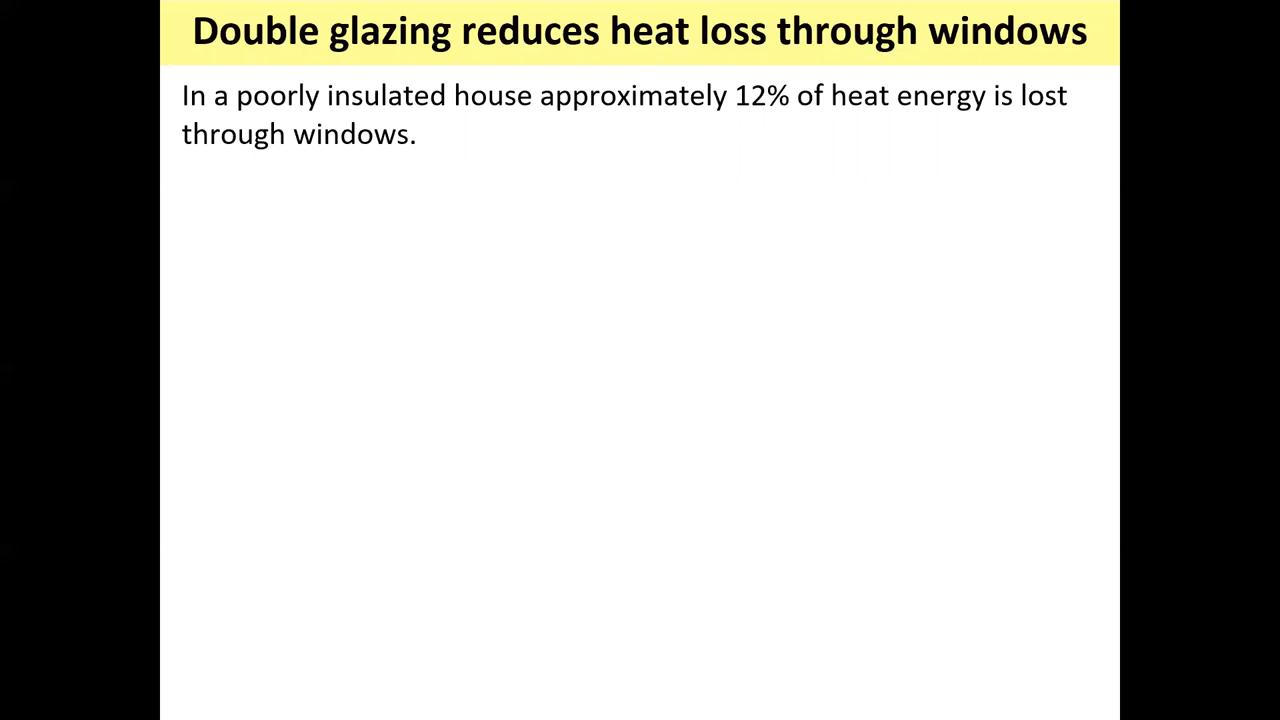 Double glazing reduces heat loss through windows
In a poorly insulated house approximately 12% of heat energy is lost
through windows.